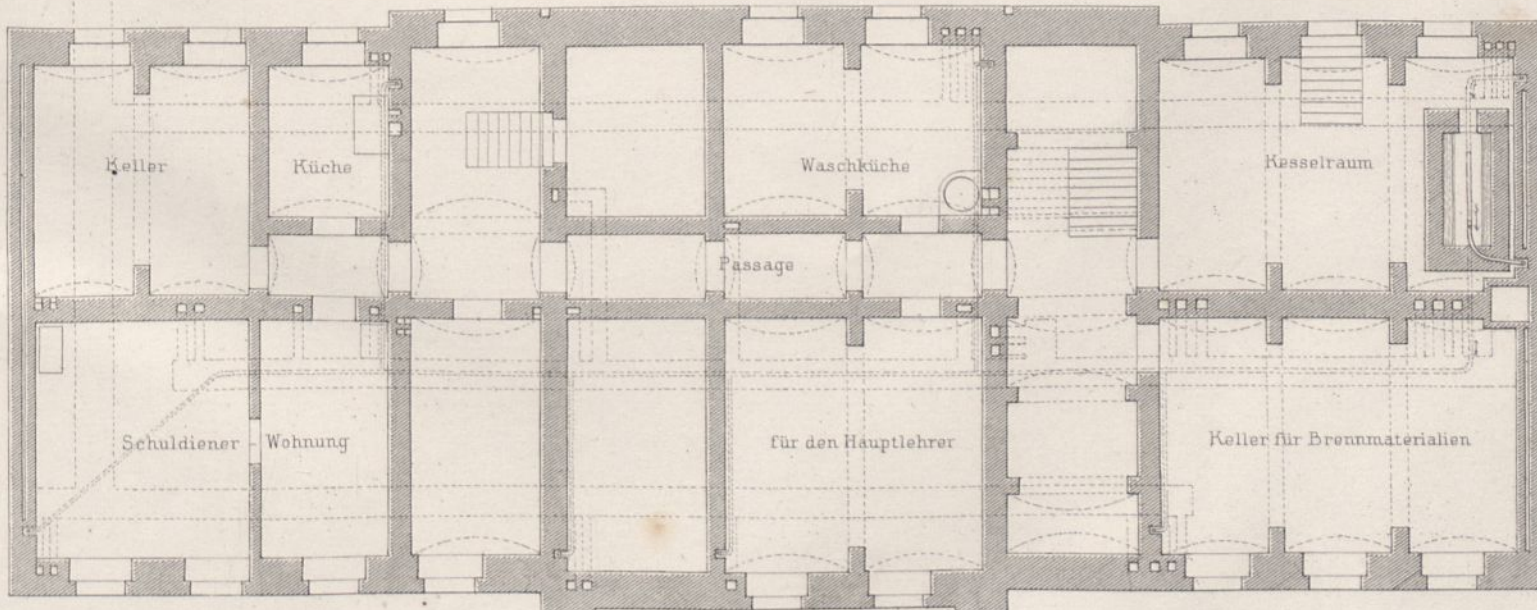 Keller
Küche
Waschküche
Kesselraum
Passage
Schuldiener - Wohnung
für den Hauptlehrer
Keller für Brennmaterialien